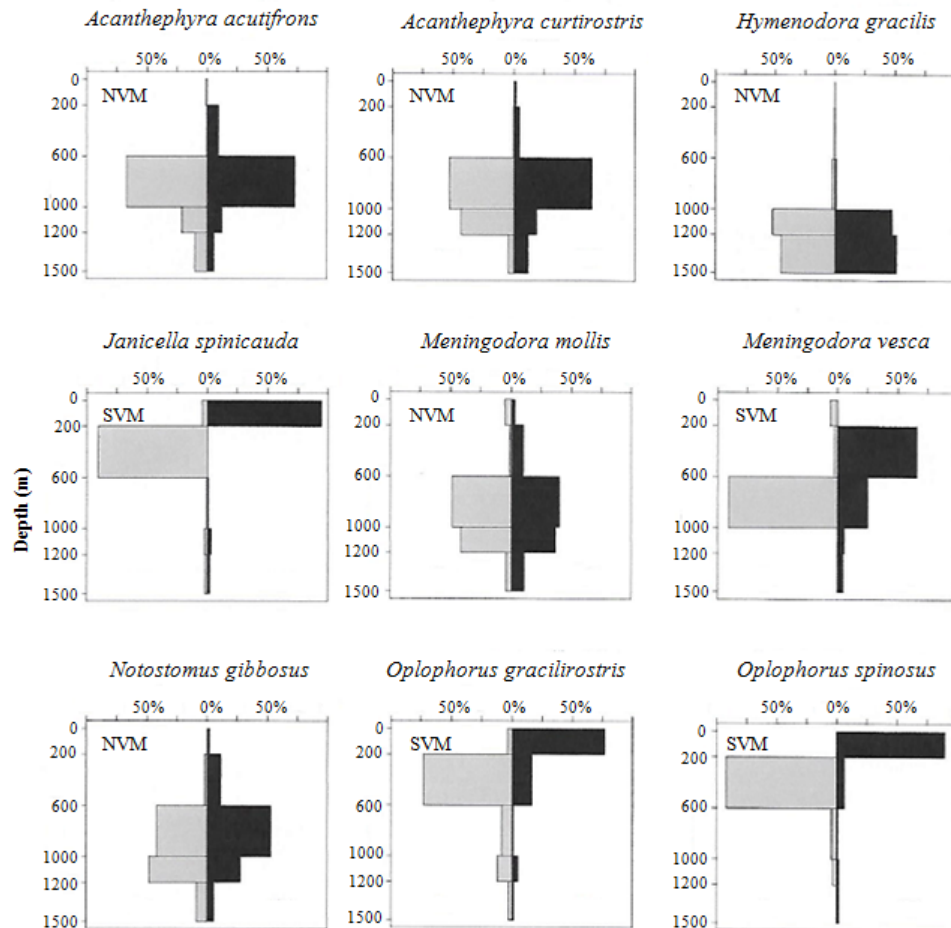 Acanthephyra acutifrons
50% 0% 50%
0
200
600
1000
1200
1500
NVM
Acanthephyra curtirostris
50% 0% 50%
0
200
600
1000
1200
1500
NVM
Hymenodora gracilis
50% 0% 50%
0
200
600
1000
1200
1500
NVM
Depth (m)
Janicella spinicauda
50% 0% 50%
0
200
600
1000
1200
1500
SVM
Meningodora mollis
50% 0% 50%
0
200
600
1000
1200
1500
NVM
Meningodora vesca
50% 0% 50%
0
200
600
1000
1200
1500
SVM
Notostomus gibbosus
50% 0% 50%
0
200
600
1000
1200
1500
NVM
Oplophorus gracilirostris
50% 0% 50%
0
200
600
1000
1200
1500
SVM
Oplophorus spinosus
50% 0% 50%
0
200
600
1000
1200
1500
SVM